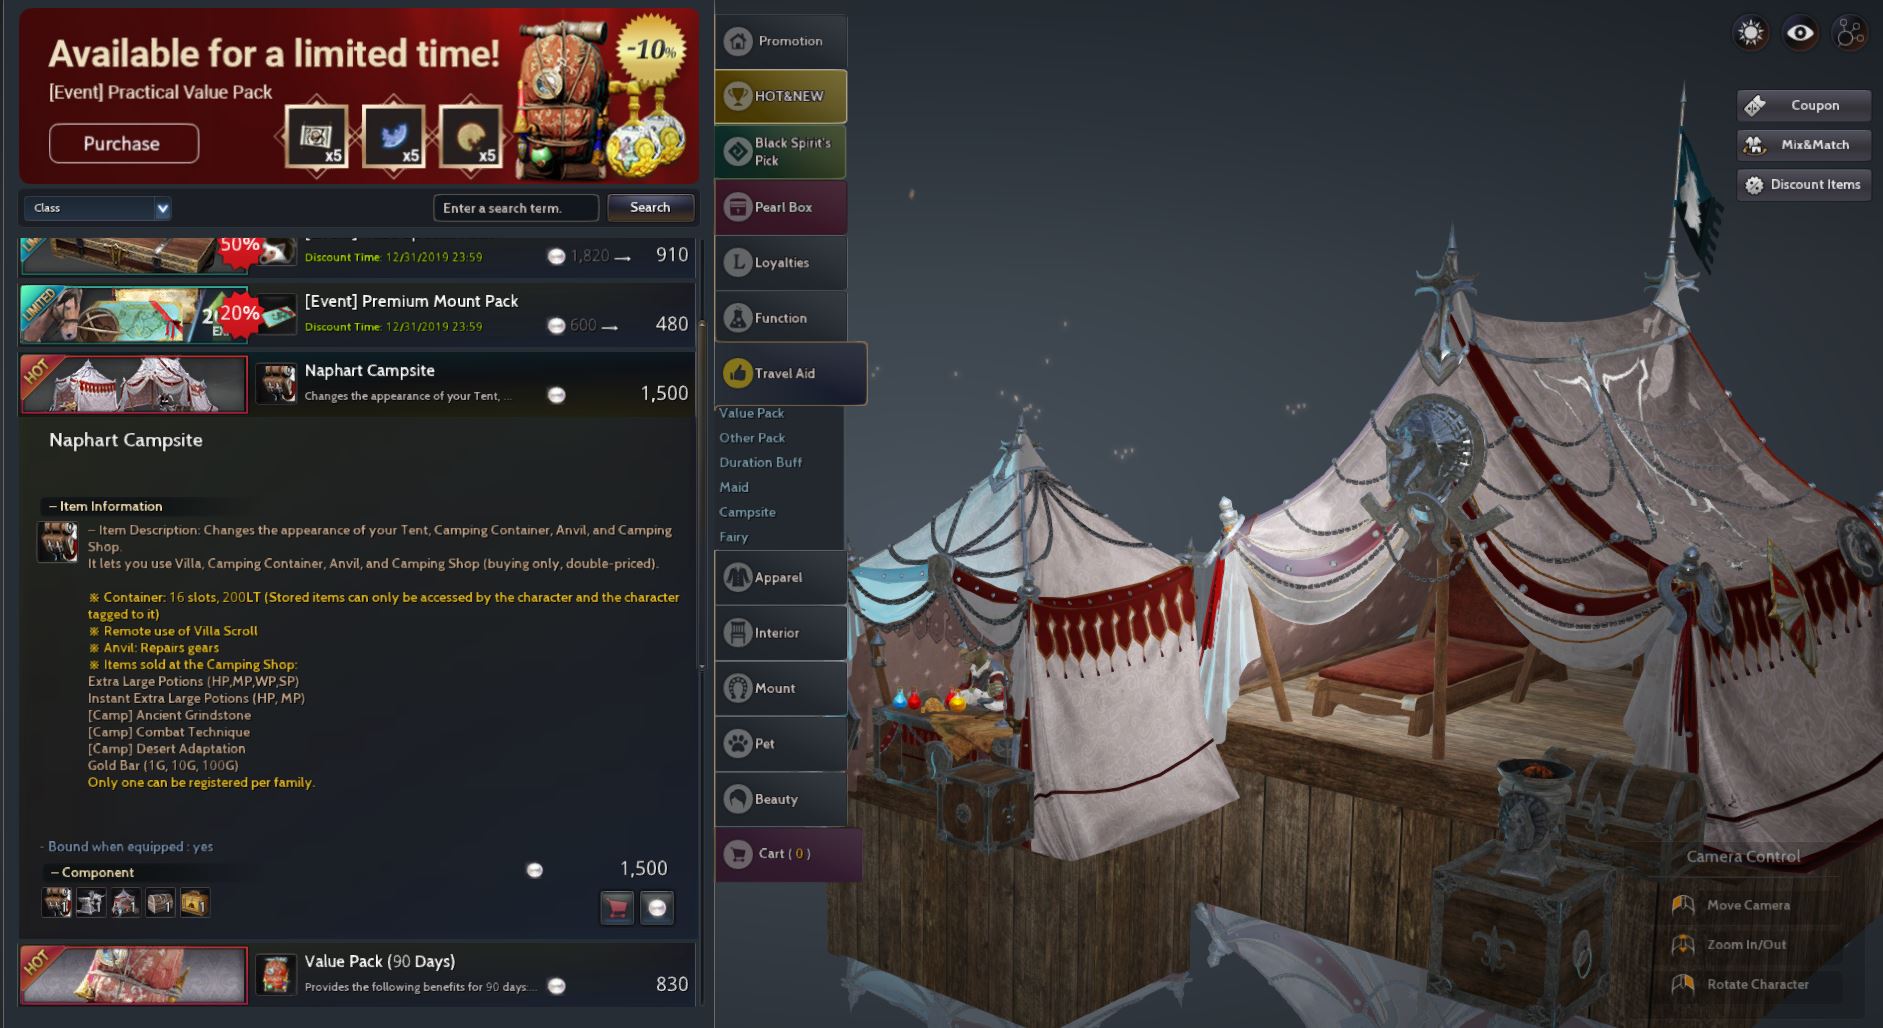 Available for a limited time!
[Event] Practical Value Pack
Purchase
x5
x5
x5
-10%
Class
Enter a search term.
Search
50%
Discount Time: 12/31/2019 23:59
1,820
910
LIMITED
20%
[Event] Premium Mount Pack
Discount Time: 12/31/2019 23:59
600
480
HOT
Naphart Campsite
Changes the appearance of your Tent, ...
1,500
Naphart Campsite
– Item Information
– Item Description: Changes the appearance of your Tent, Camping Container, Anvil, and Camping
Shop.
It lets you use Villa, Camping Container, Anvil, and Camping Shop (buying only, double-priced).
※ Container: 16 slots, 200LT (Stored items can only be accessed by the character and the character
tagged to it)
※ Remote use of Villa Scroll
※ Anvil: Repairs gears
※ Items sold at the Camping Shop:
Extra Large Potions (HP,MP,WP,SP)
Instant Extra Large Potions (HP, MP)
[Camp] Ancient Grindstone
[Camp] Combat Technique
[Camp] Desert Adaptation
Gold Bar (1G, 10G, 100G)
Only one can be registered per family.
- Bound when equipped : yes
– Component
1,500
1
1
1
1
HOT
Value Pack (90 Days)
Provides the following benefits for 90 days:...
830
Promotion
HOT&NEW
Black Spirit's
Pick
Pearl Box
Loyalties
Function
Travel Aid
Value Pack
Other Pack
Duration Buff
Maid
Campsite
Fairy
Apparel
Interior
Mount
Pet
Beauty
Cart ( 0 )
Coupon
Mix&Match
Discount Items
Camera Control
Move Camera
Zoom In/Out
Rotate Character